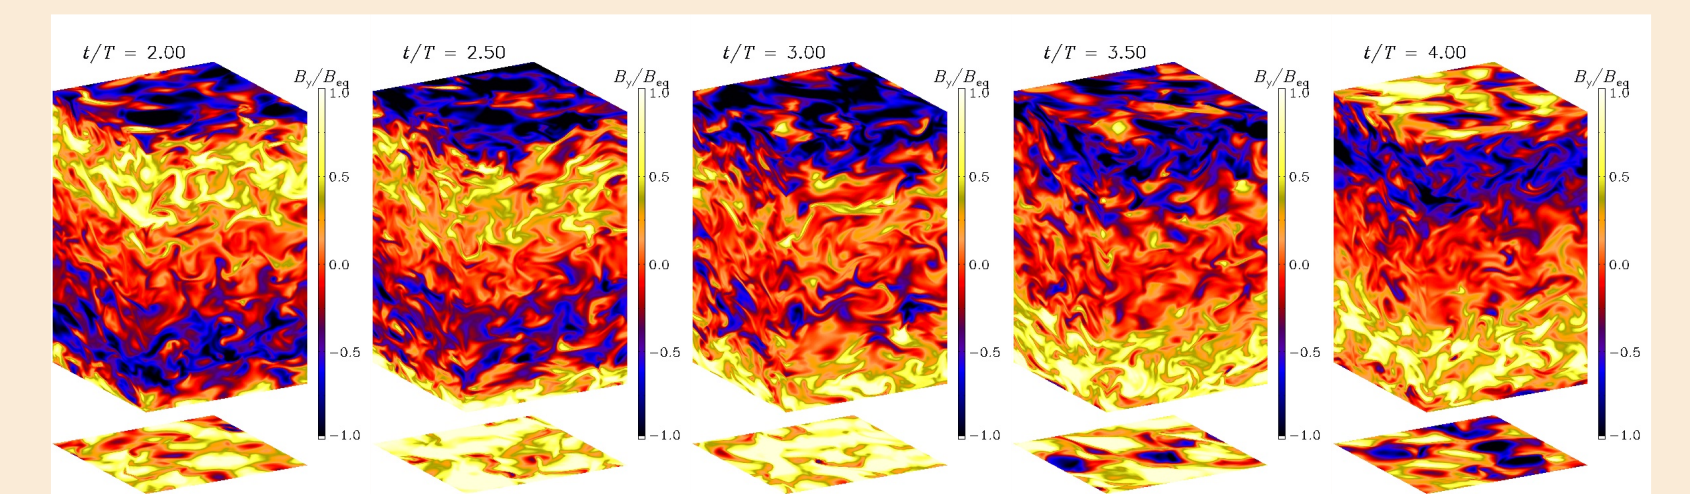 t/T = 2.00 t/T = 2.50 t/T = 3.00 t/T = 3.50 t/T = 4.00
B_y/B_eq B_y/B_eq B_y/B_eq B_y/B_eq B_y/B_eq
1.0 1.0 1.0 1.0 1.0
0.5 0.5 0.5 0.5 0.5
0.0 0.0 0.0 0.0 0.0
−0.5 −0.5 −0.5 −0.5 −0.5
−1.0 −1.0 −1.0 −1.0 −1.0